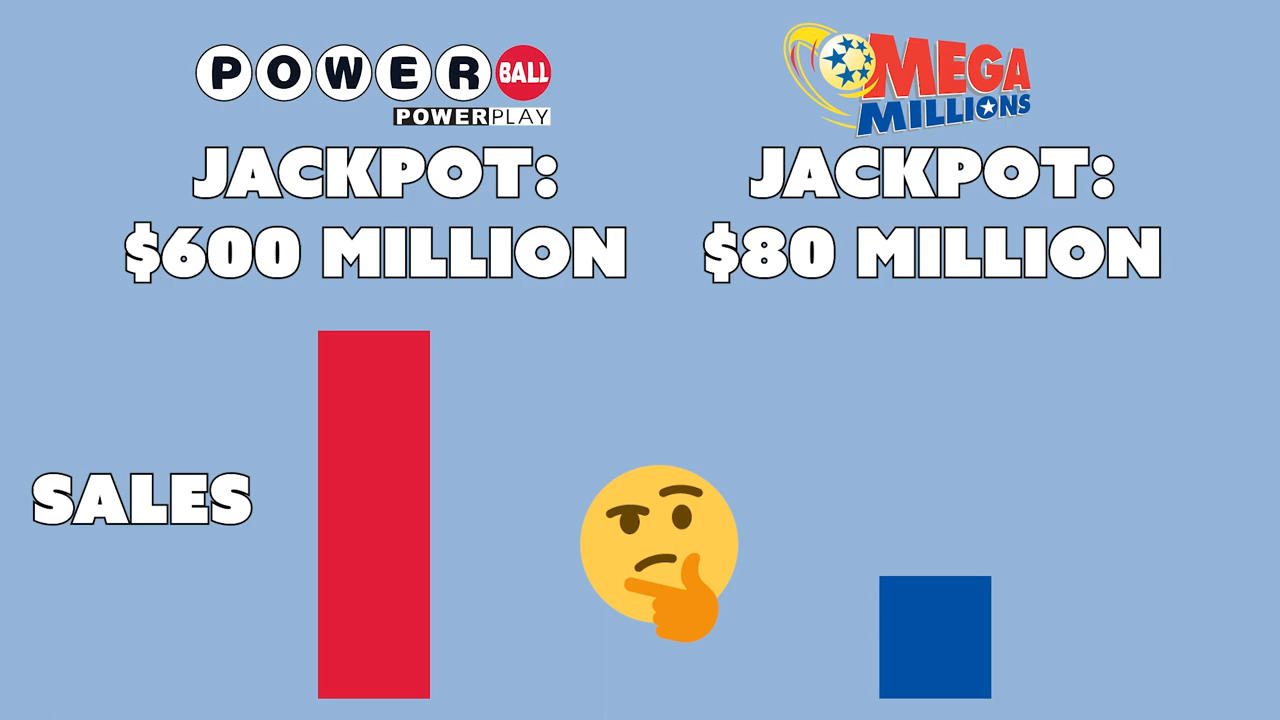 POWERBALL
POWERPLAY
JACKPOT:
$600 MILLION
MEGA
MILLIONS
JACKPOT:
$80 MILLION
SALES